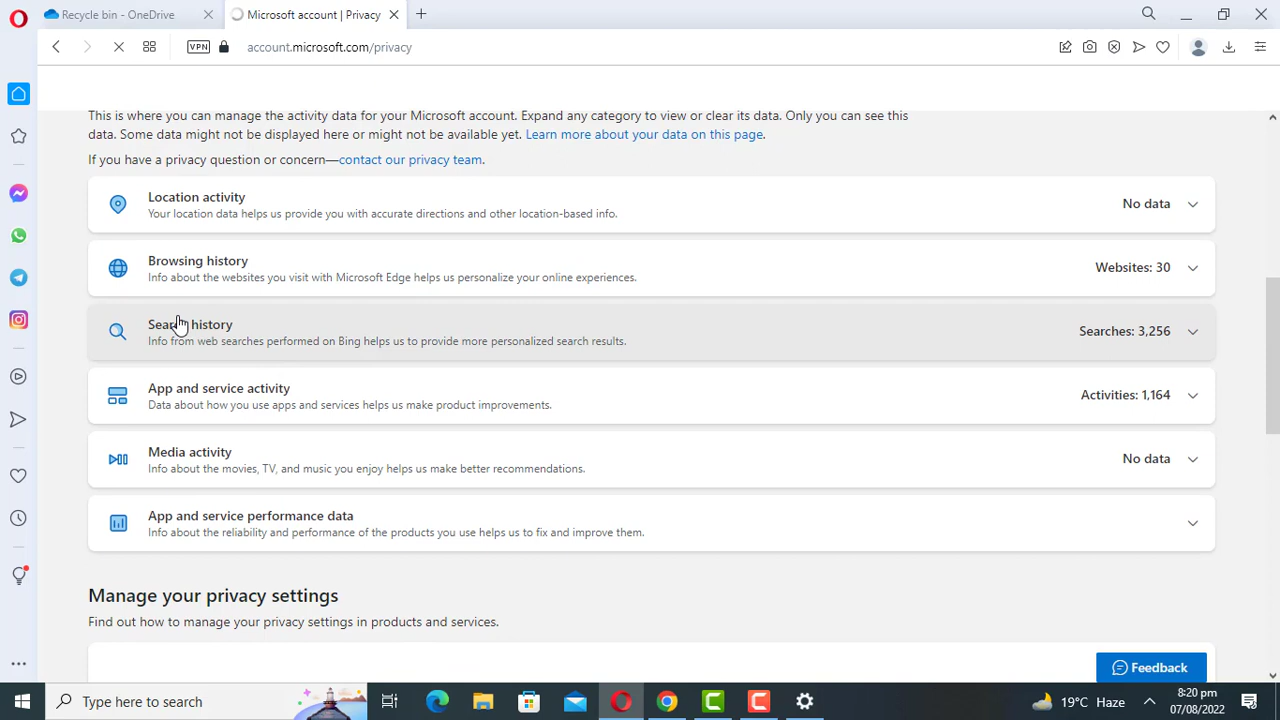 Recycle bin - OneDrive
Microsoft account | Privacy
VPN
account.microsoft.com/privacy
This is where you can manage the activity data for your Microsoft account. Expand any category to view or clear its data. Only you can see this
data. Some data might not be displayed here or might not be available yet. Learn more about your data on this page.
If you have a privacy question or concern—contact our privacy team.
Location activity
Your location data helps us provide you with accurate directions and other location-based info.
No data
Browsing history
Info about the websites you visit with Microsoft Edge helps us personalize your online experiences.
Websites: 30
Search history
Info from web searches performed on Bing helps us to provide more personalized search results.
Searches: 3,256
App and service activity
Data about how you use apps and services helps us make product improvements.
Activities: 1,164
Media activity
Info about the movies, TV, and music you enjoy helps us make better recommendations.
No data
App and service performance data
Info about the reliability and performance of the products you use helps us to fix and improve them.
Manage your privacy settings
Find out how to manage your privacy settings in products and services.
Feedback
Type here to search
19°C Haze
8:20 pm
07/08/2022